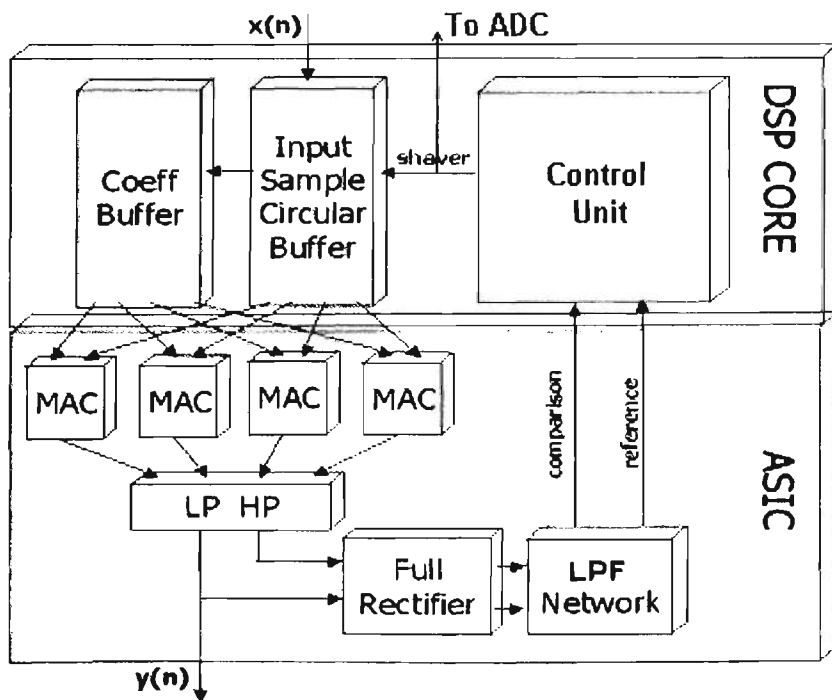 x(n)
To ADC
Coeff
Buffer
Input
Sample
Circular
Buffer
shaver
Control
Unit
DSP CORE
MAC
MAC
MAC
MAC
comparison
reference
ASIC
LP HP
Full
Rectifier
LPF
Network
y(n)